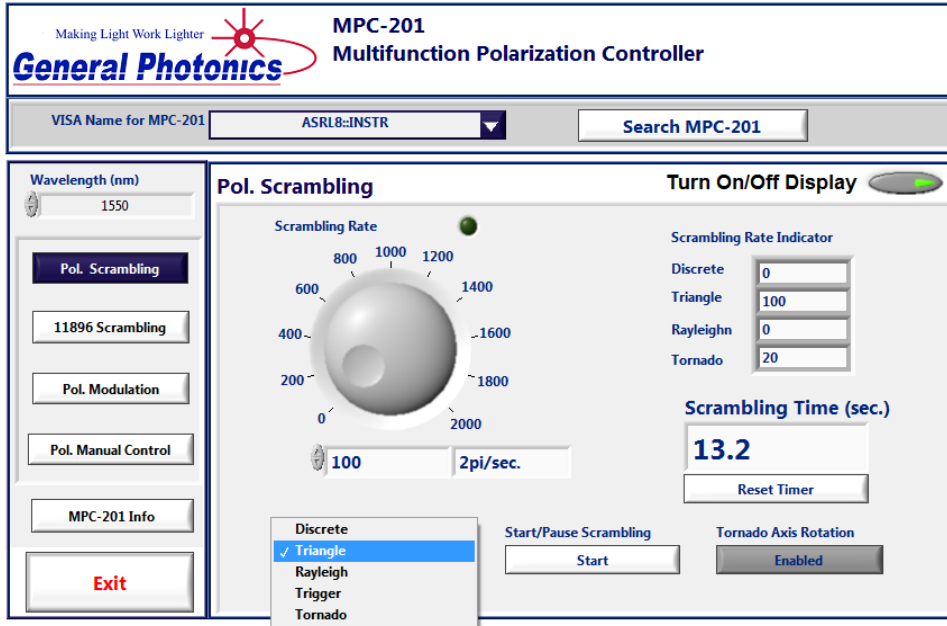 Making Light Work Lighter
General Photonics
MPC-201
Multifunction Polarization Controller
VISA Name for MPC-201
ASRL8::INSTR
Search MPC-201
Wavelength (nm)
1550
Pol. Scrambling
11896 Scrambling
Pol. Modulation
Pol. Manual Control
MPC-201 Info
Exit
Pol. Scrambling
Turn On/Off Display
Scrambling Rate
0
200
400
600
800
1000
1200
1400
1600
1800
2000
100
2pi/sec.
Discrete
✓ Triangle
Rayleigh
Trigger
Tornado
Scrambling Rate Indicator
Discrete 0
Triangle 100
Rayleighn 0
Tornado 20
Scrambling Time (sec.)
13.2
Reset Timer
Start/Pause Scrambling
Start
Tornado Axis Rotation
Enabled